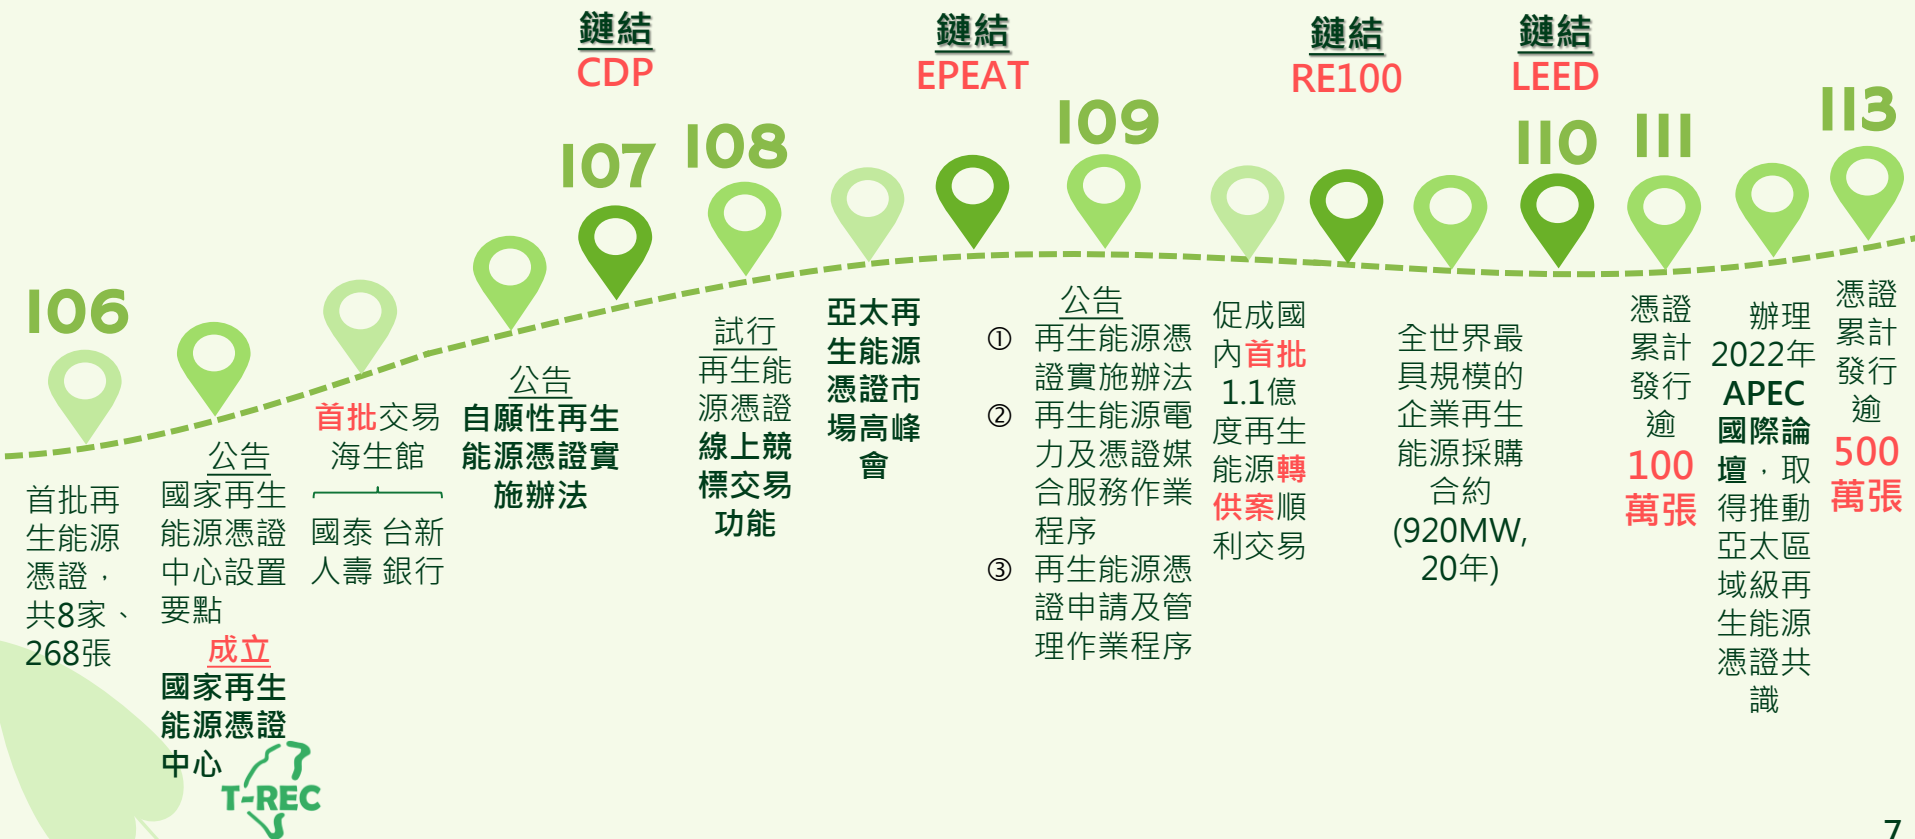 鏈結
CDP
鏈結
EPEAT
鏈結
RE100
鏈結
LEED
106
107
108
109
110
111
113
首批再
生能源
憑證，
共8家、
268張
公告
國家再生
能源憑證
中心設置
要點
成立
國家再生
能源憑證
中心
T-REC
首批交易
海生館
國泰 台新
人壽 銀行
公告
自願性再生
能源憑證實
施辦法
試行
再生能
源憑證
線上競
標交易
功能
亞太再
生能源
憑證市
場高峰
會
公告
① 再生能源憑
證實施辦法
② 再生能源電
力及憑證媒
合服務作業
程序
③ 再生能源憑
證申請及管
理作業程序
促成國
內首批
1.1億
度再生
能源轉
供案順
利交易
全世界最
具規模的
企業再生
能源採購
合約
(920MW,
20年)
憑證
累計
發行
逾
100
萬張
辦理
2022年
APEC
國際論
壇，取
得推動
亞太區
域級再
生能源
憑證共
識
憑證
累計
發行
逾
500
萬張
7